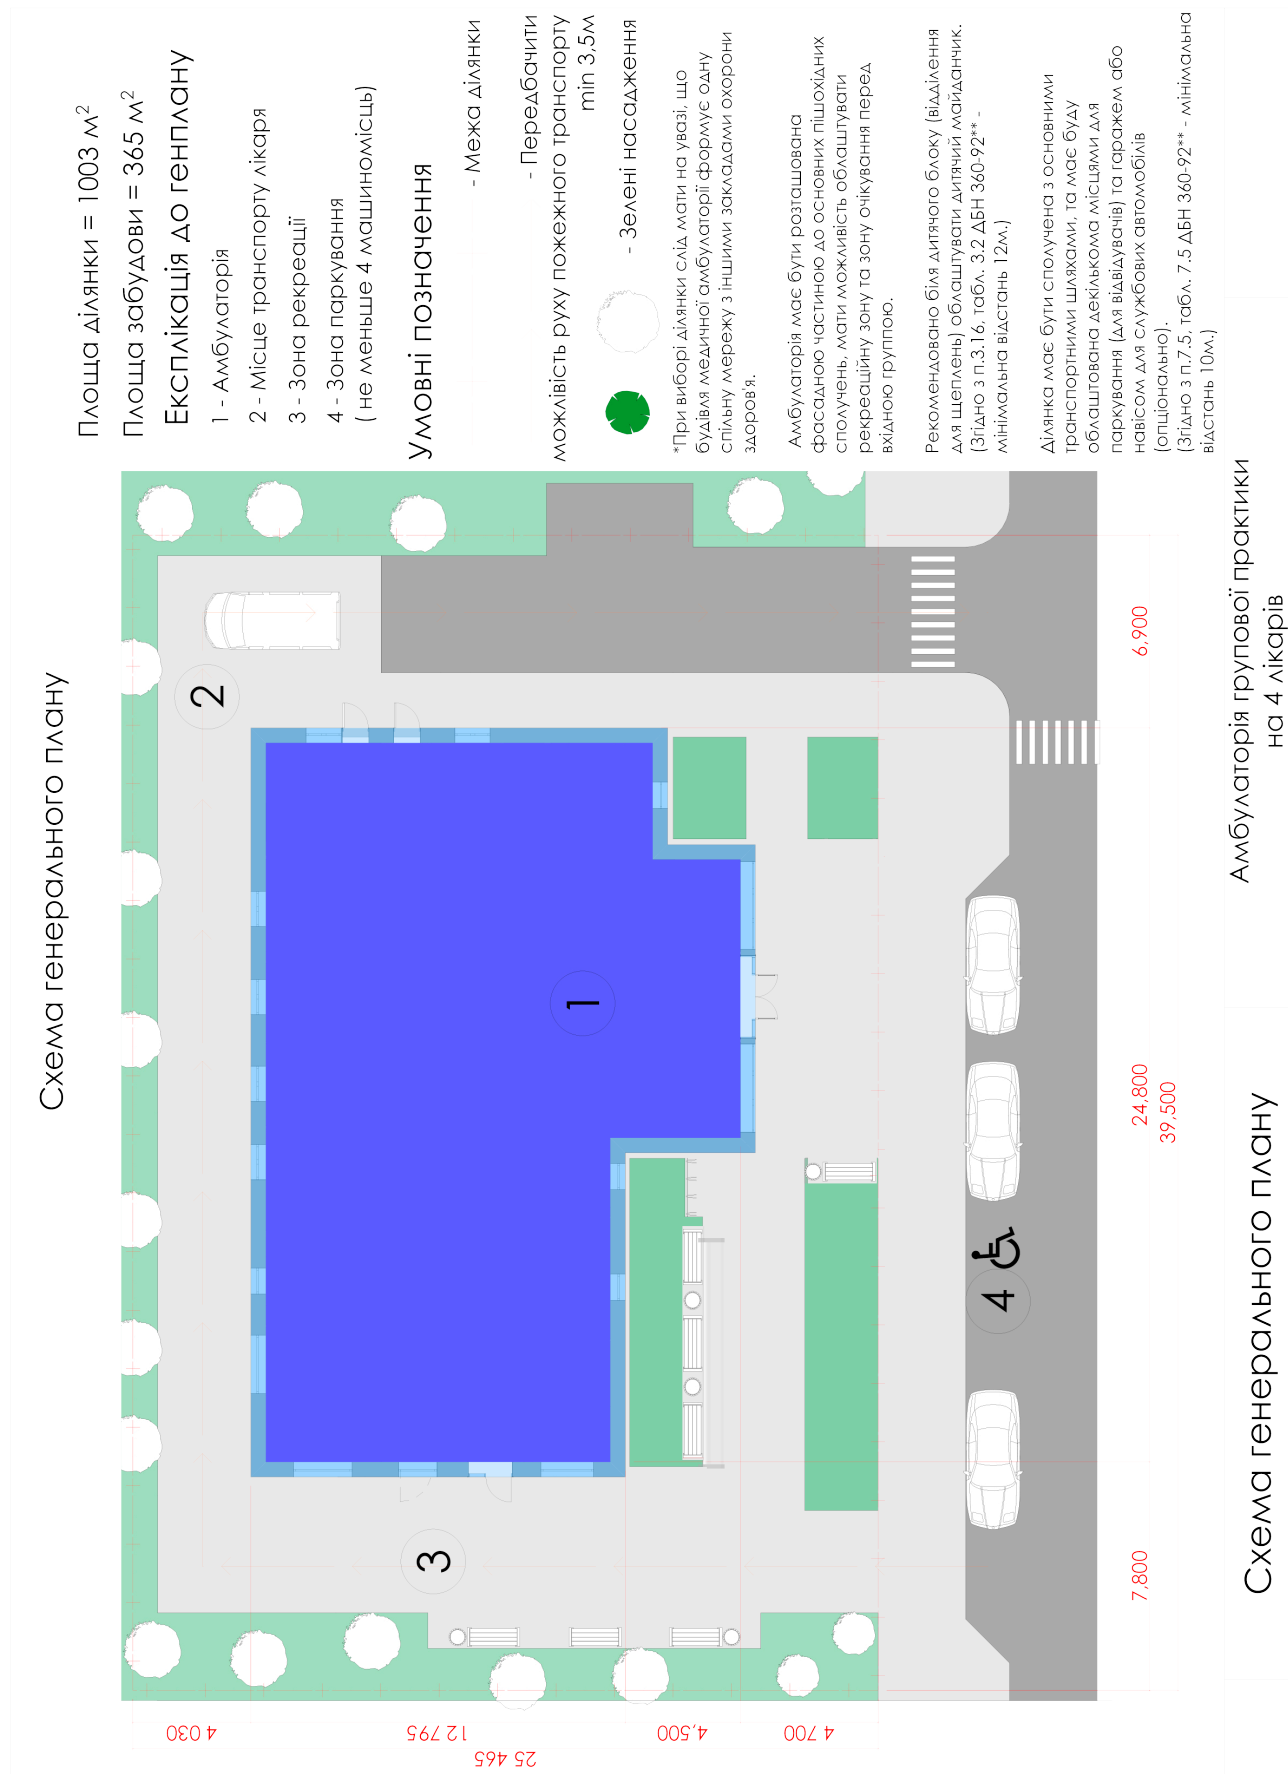 Схема генерального плану
Площа ділянки = 1003 м²
Площа забудови = 365 м²
Експлікація до генплану
1 - Амбулаторія
2 - Місце транспорту лікаря
3 - Зона рекреації
4 - Зона паркування
( не меньше 4 машиномісць)
Умовні позначення
- Межа ділянки
- Передбачити
можлівість руху пожежного транспорту
min 3,5м
- Зелені насадження
*При виборі ділянки слід мати на увазі, що
будівля медичної амбулаторії формує одну
спільну мережу з іншими закладами охорони
здоров'я.
Амбулаторія має бути розташована
фасадною частиною до основних пішохідних
сполучень, мати можливість облаштувати
рекреаційну зону та зону очікування перед
вхідною группою.
Рекомендовано біля дитячого блоку (відділення
для щеплень) облаштувати дитячий майданчик.
(Згідно з п.3.16, табл. 3.2 ДБН 360-92** -
мінімальна відстань 12м.)
Ділянка має бути сполучена з основними
транспортними шляхами, та має буду
облаштована декількома місцями для
паркування (для відвідувачів) та гаражем або
навісом для службових автомобілів
(опціонально).
(Згідно з п.7.5, табл. 7.5 ДБН 360-92** - мінімальна
відстань 10м.)
2
1
3
4
6,900
24,800
39,500
7,800
4 030
12 795
4,500
4 700
25 465
Схема генерального плану
Амбулаторія групової практики
на 4 лікарів